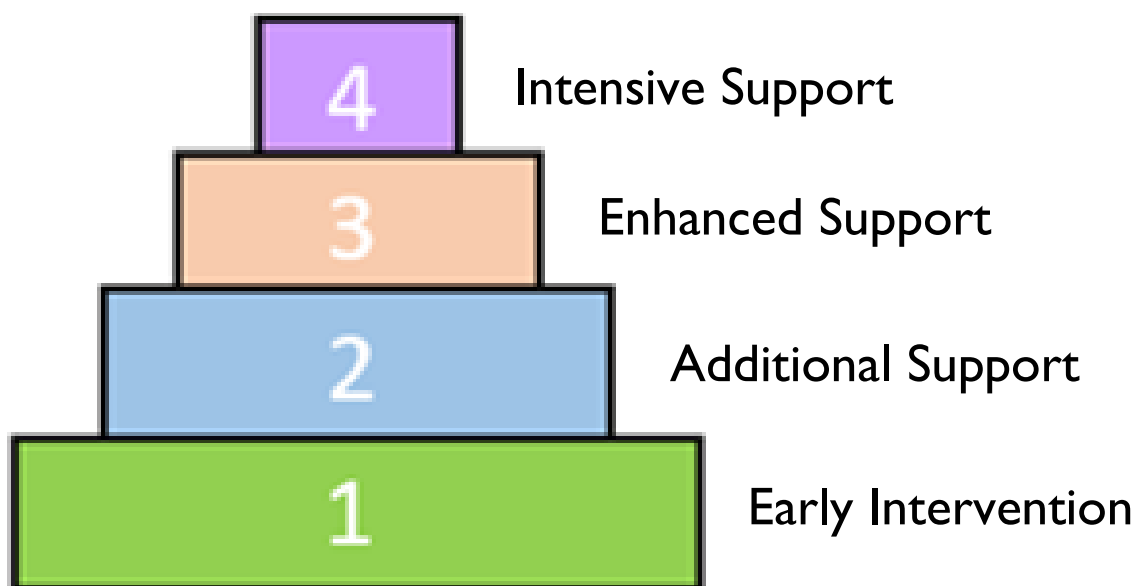 4 Intensive Support
3 Enhanced Support
2 Additional Support
1 Early Intervention